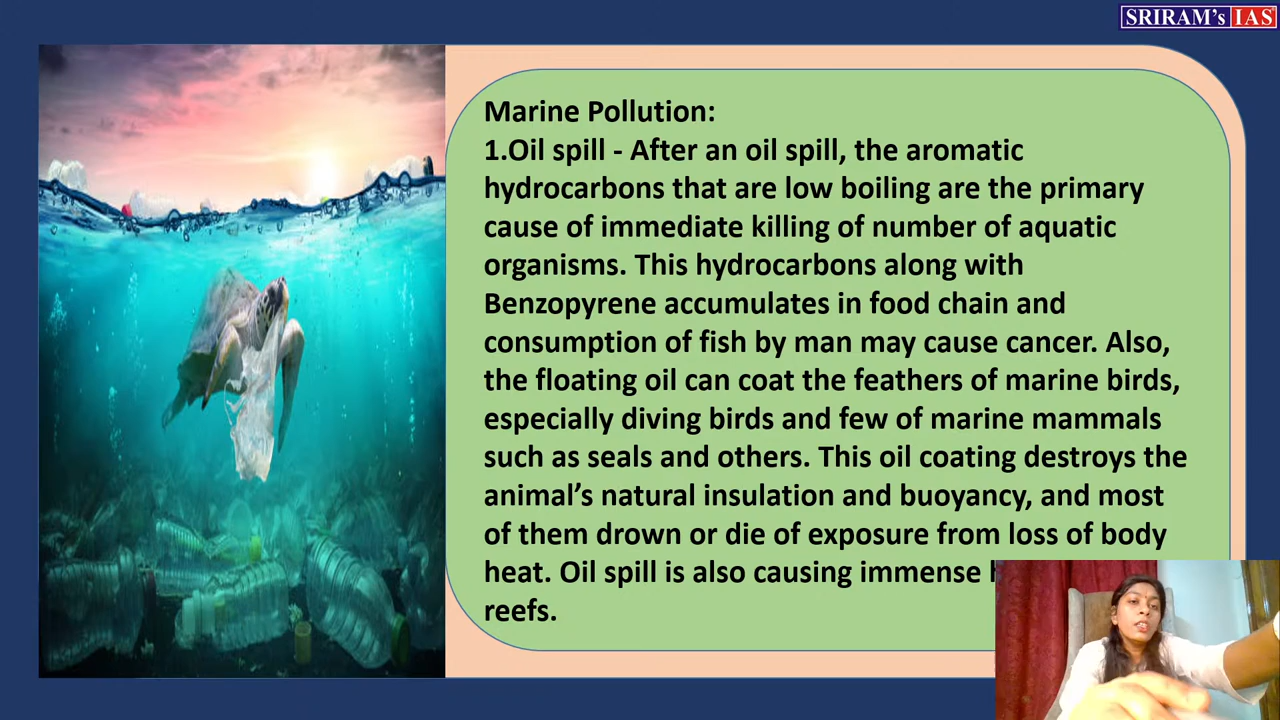 SRIRAM's IAS
Marine Pollution:
1.Oil spill - After an oil spill, the aromatic
hydrocarbons that are low boiling are the primary
cause of immediate killing of number of aquatic
organisms. This hydrocarbons along with
Benzopyrene accumulates in food chain and
consumption of fish by man may cause cancer. Also,
the floating oil can coat the feathers of marine birds,
especially diving birds and few of marine mammals
such as seals and others. This oil coating destroys the
animal’s natural insulation and buoyancy, and most
of them drown or die of exposure from loss of body
heat. Oil spill is also causing immense
reefs.